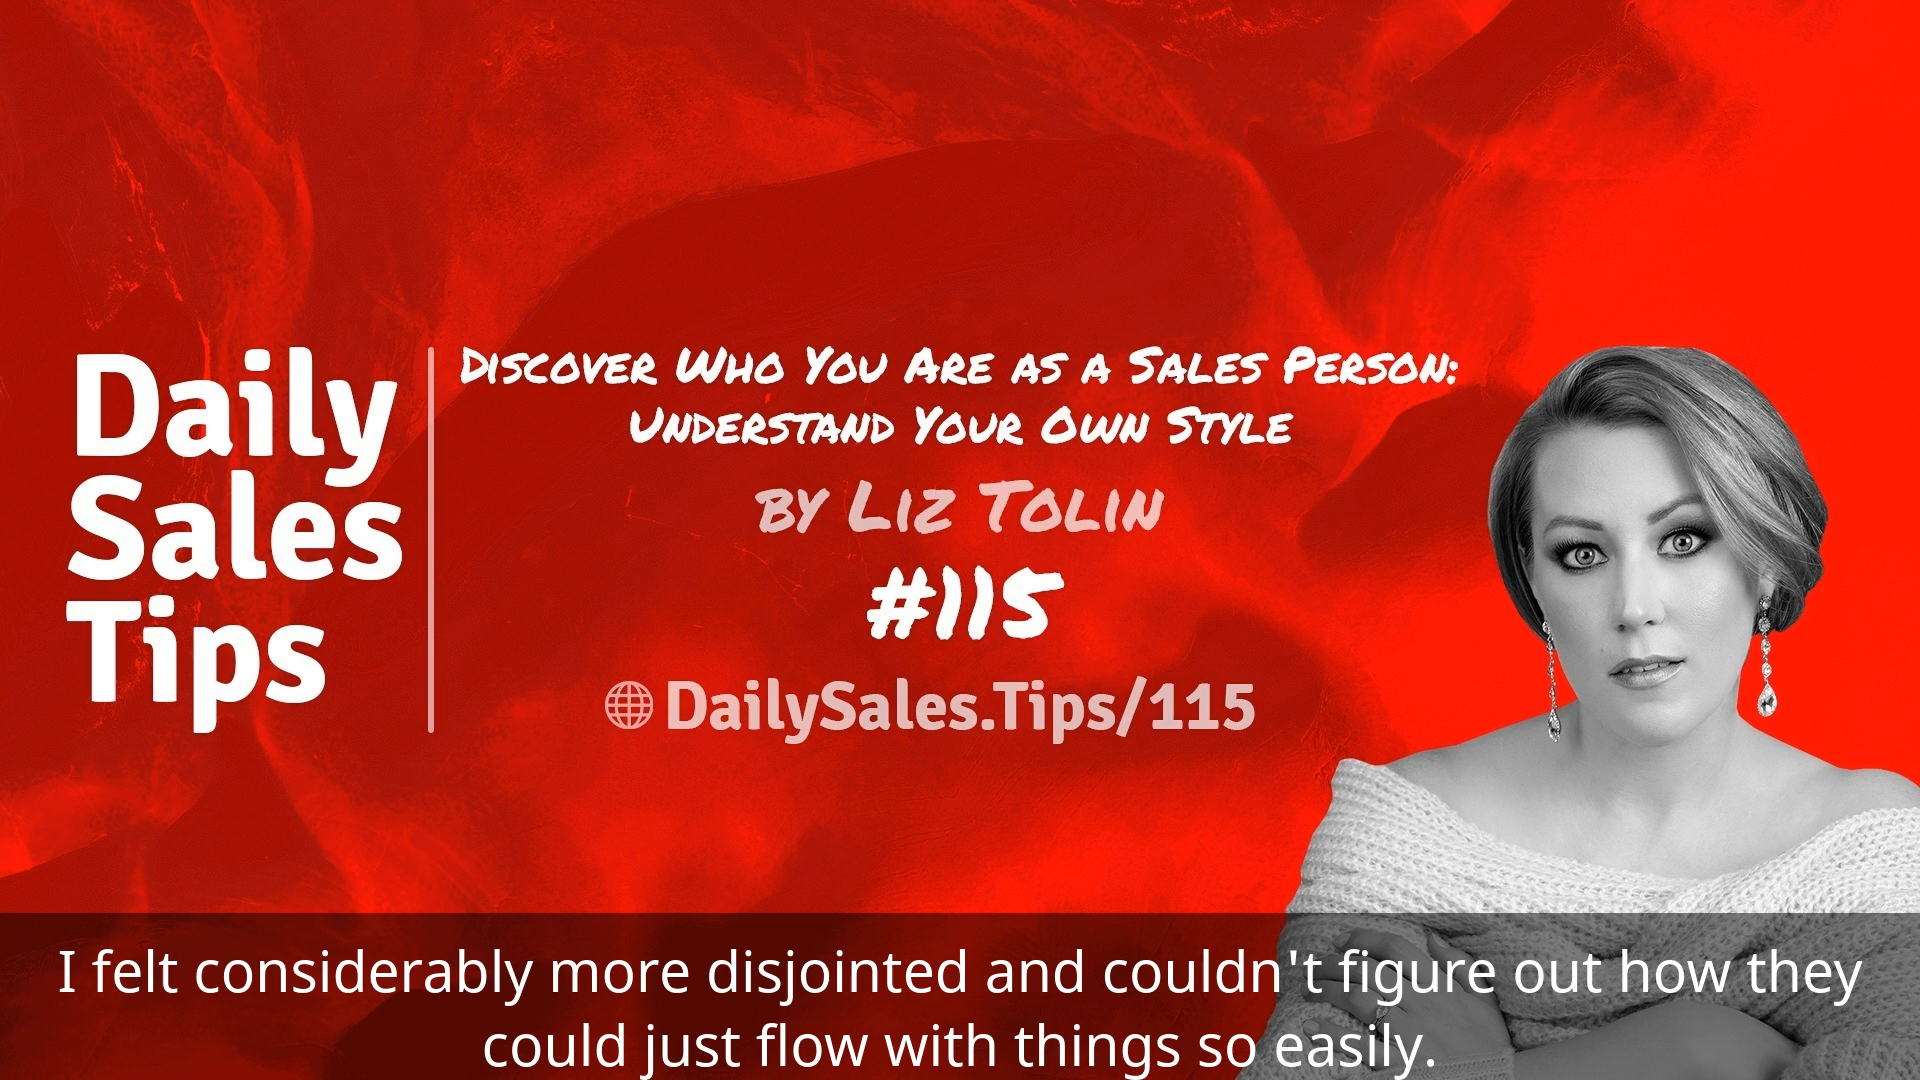 Daily
Sales
Tips
Discover Who You Are as a Sales Person:
Understand Your Own Style
by Liz Tolin
#115
DailySales.Tips/115
I felt considerably more disjointed and couldn't figure out how they
could just flow with things so easily.